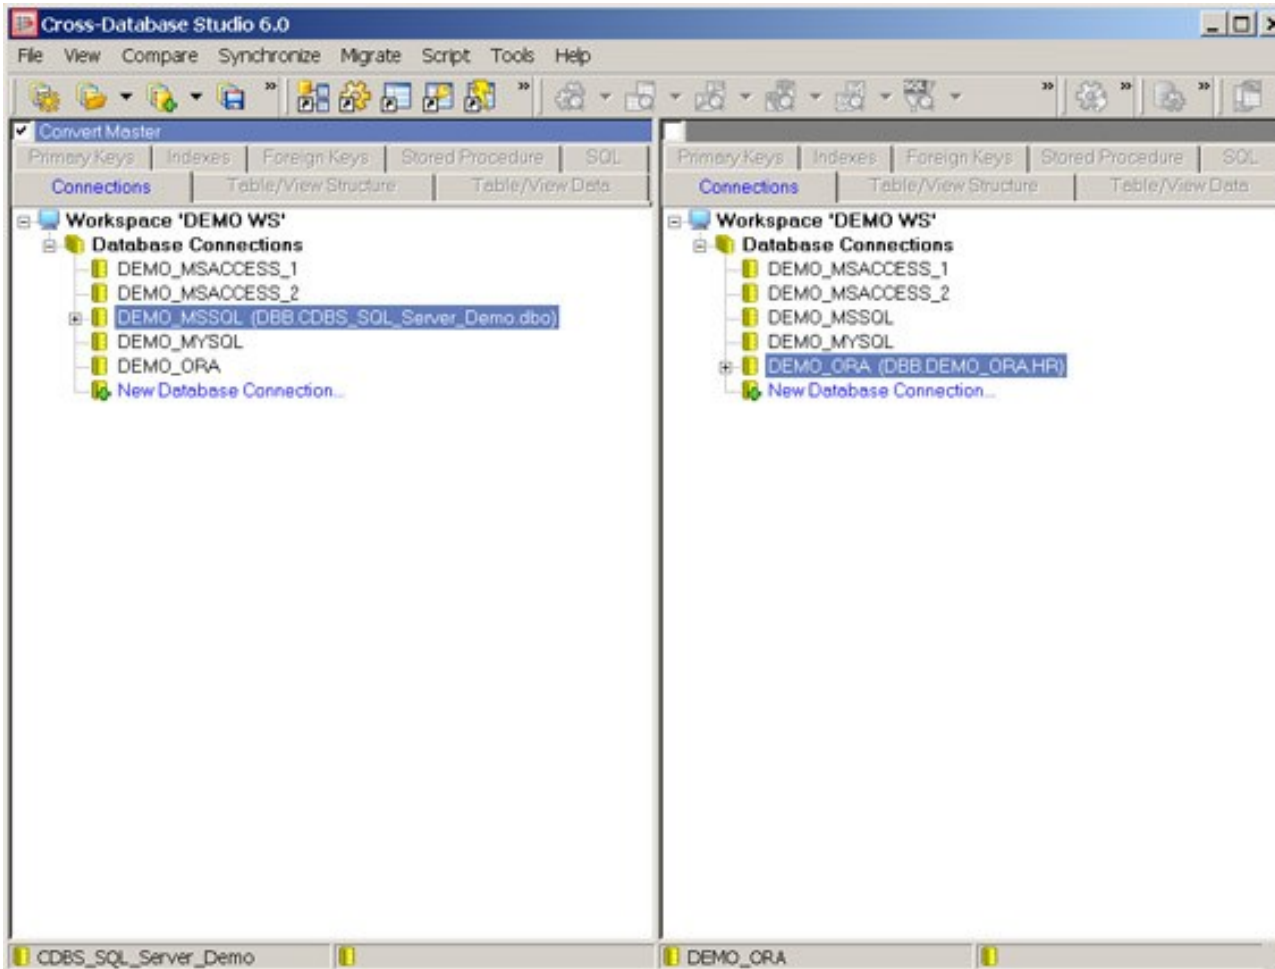 Cross-Database Studio 6.0
File View Compare Synchronize Migrate Script Tools Help
Convert Master
Primary Keys Indexes Foreign Keys Stored Procedure SQL
Connections Table/View Structure Table/View Data
Workspace 'DEMO WS'
Database Connections
DEMO_MSACCESS_1
DEMO_MSACCESS_2
DEMO_MSSQL (DBB.CDBS_SQL_Server_Demo.dbo)
DEMO_MYSQL
DEMO_ORA
New Database Connection...
CDBS_SQL_Server_Demo
Primary Keys Indexes Foreign Keys Stored Procedure SQL
Connections Table/View Structure Table/View Data
Workspace 'DEMO WS'
Database Connections
DEMO_MSACCESS_1
DEMO_MSACCESS_2
DEMO_MSSQL
DEMO_MYSQL
DEMO_ORA (DBB.DEMO_ORA.HR)
New Database Connection...
DEMO_ORA